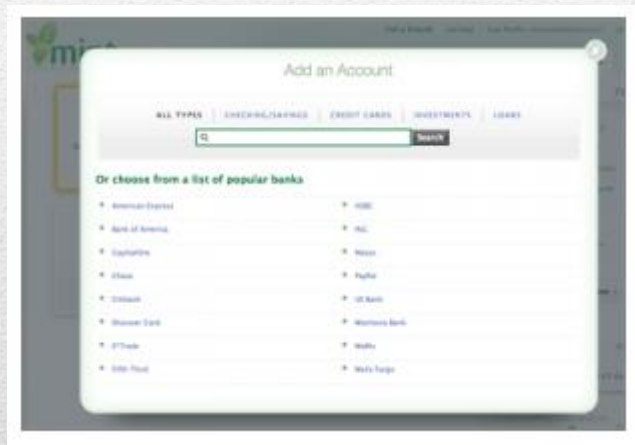 mint
Add an Account
ALL TYPES
CHECKING/SAVINGS
CREDIT CARDS
INVESTMENTS
LOANS
Search
Or choose from a list of popular banks
American Express
Bank of America
CapitalOne
Chase
Citibank
Discover Card
E*Trade
Fifth Third
HSBC
ING
PayPal
US Bank
Wachovia Bank
WaMu
Wells Fargo